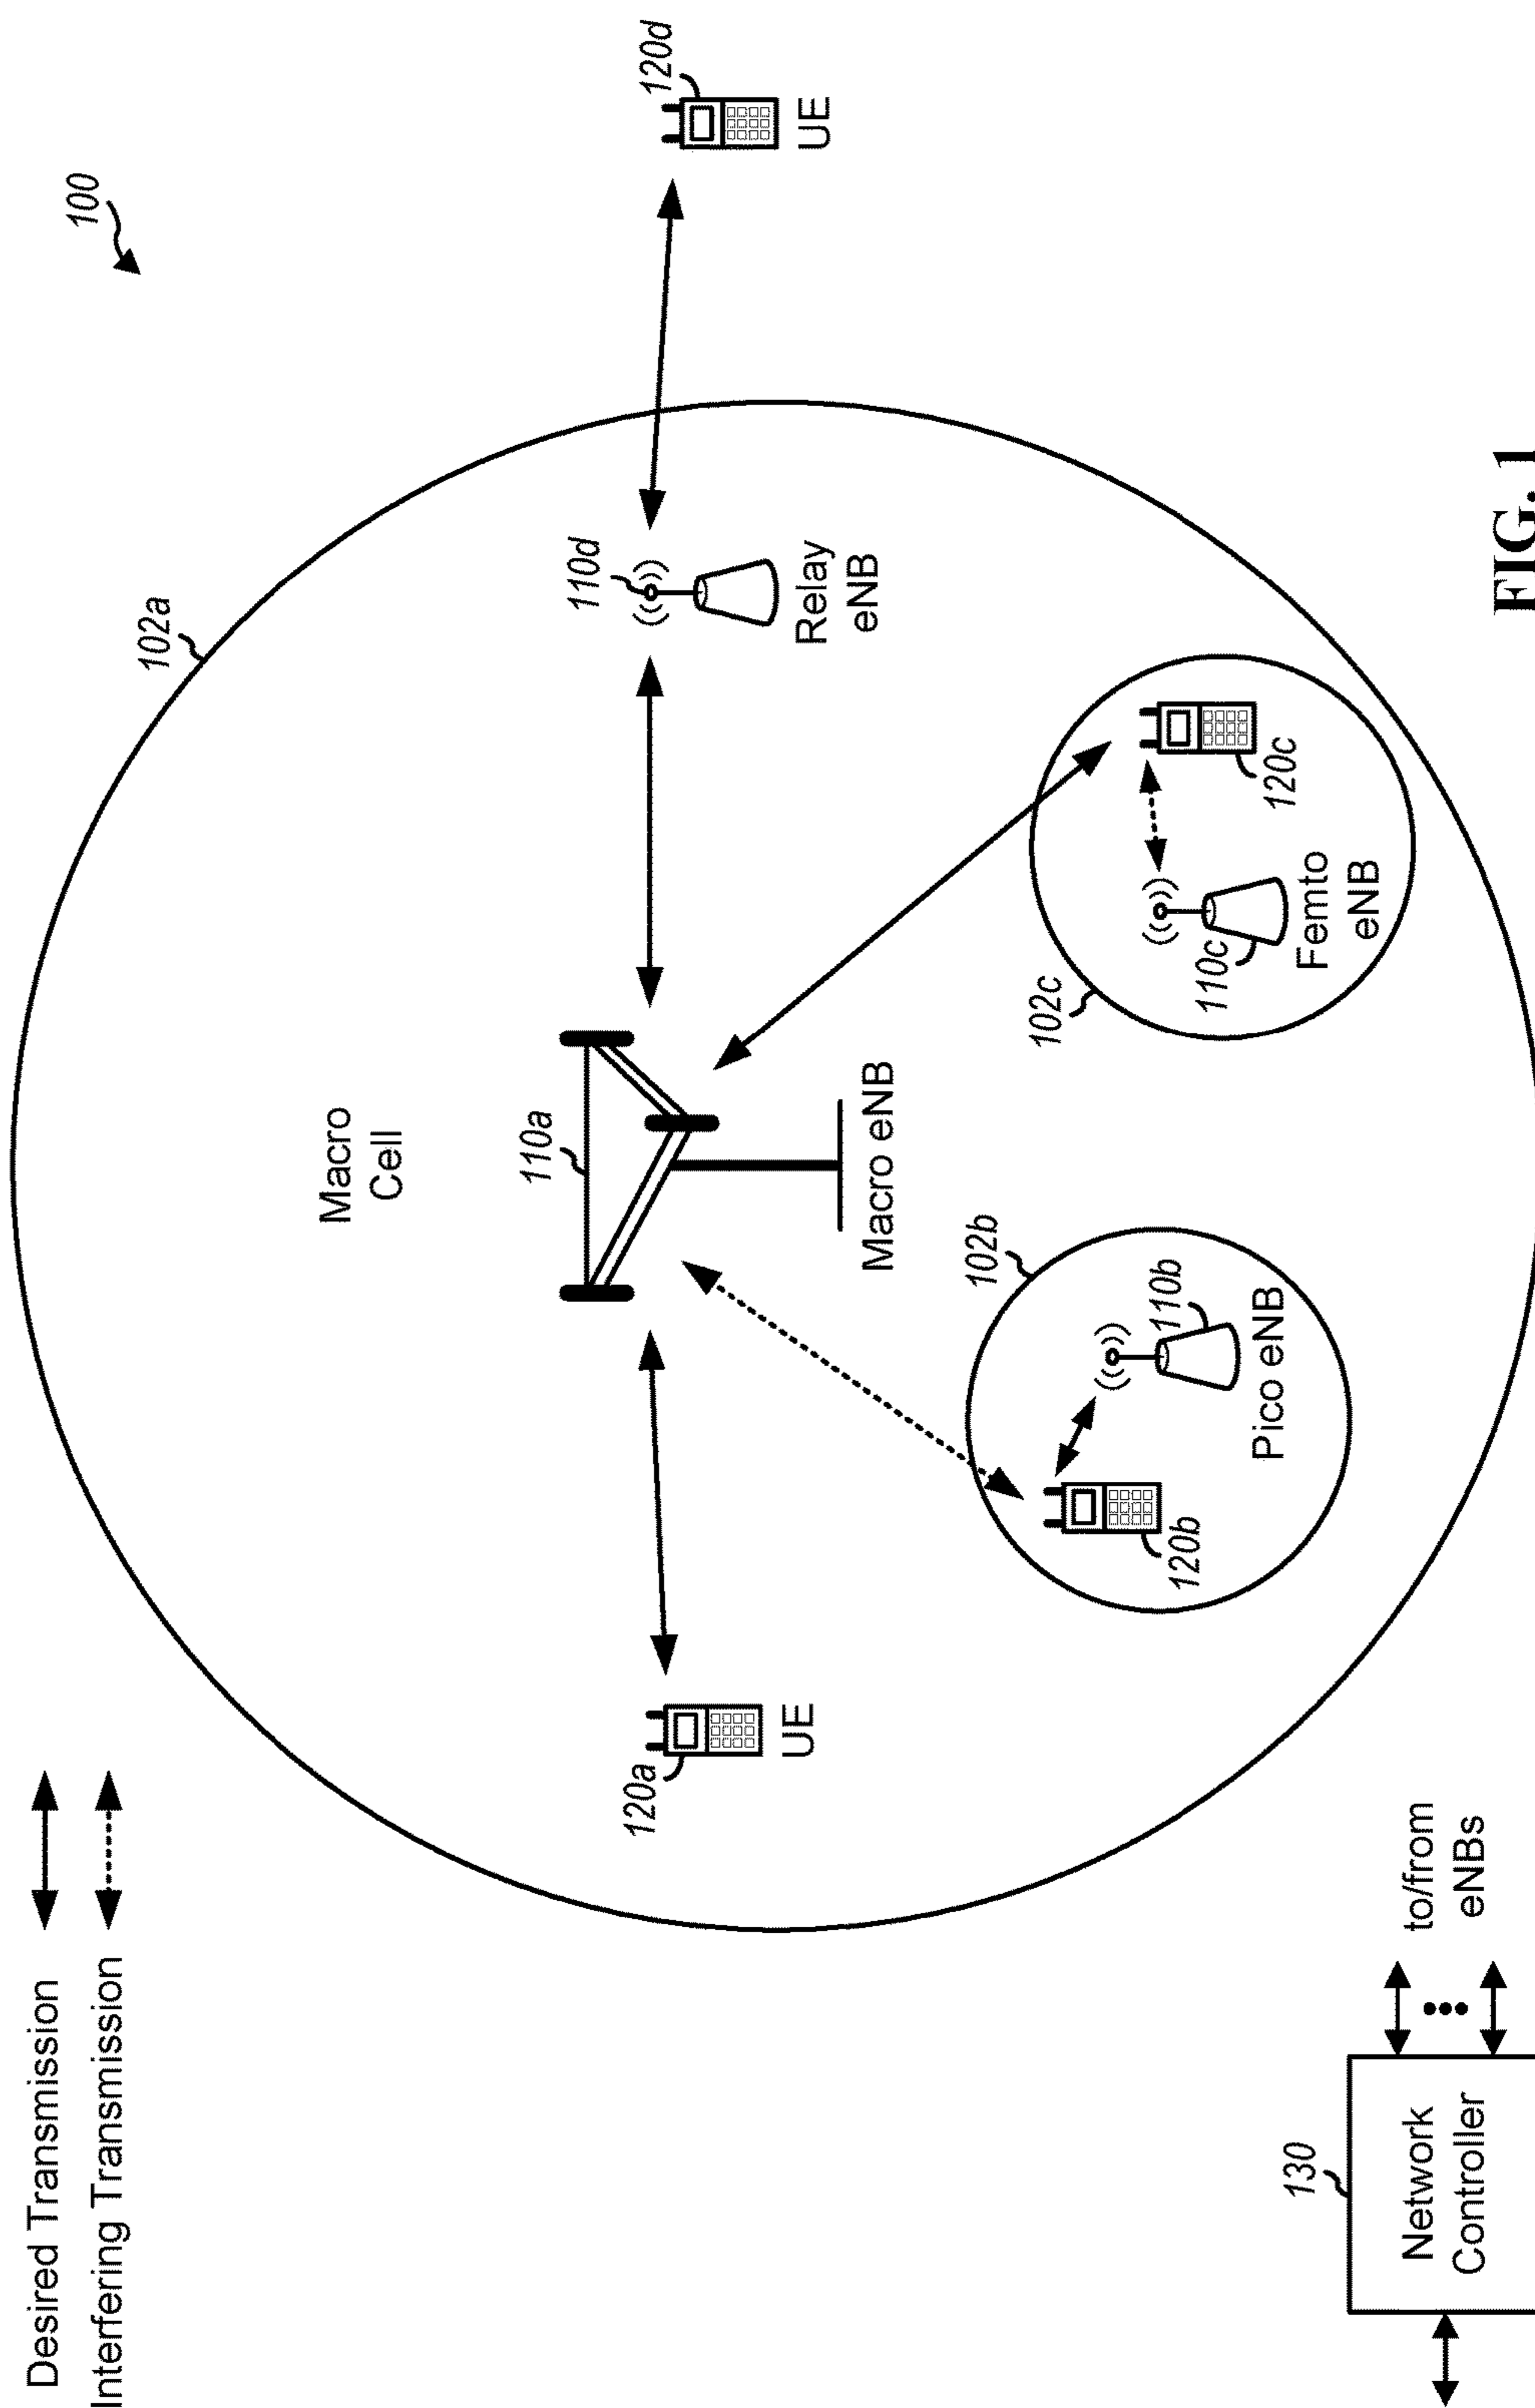 Desired Transmission
Interfering Transmission
100
102a
Macro
Cell
110a
Macro eNB
120a
UE
110d
Relay
eNB
120d
UE
102b
110b
Pico eNB
120b
102c
110c
Femto
eNB
120c
130
Network
Controller
to/from
eNBs
FIG. 1